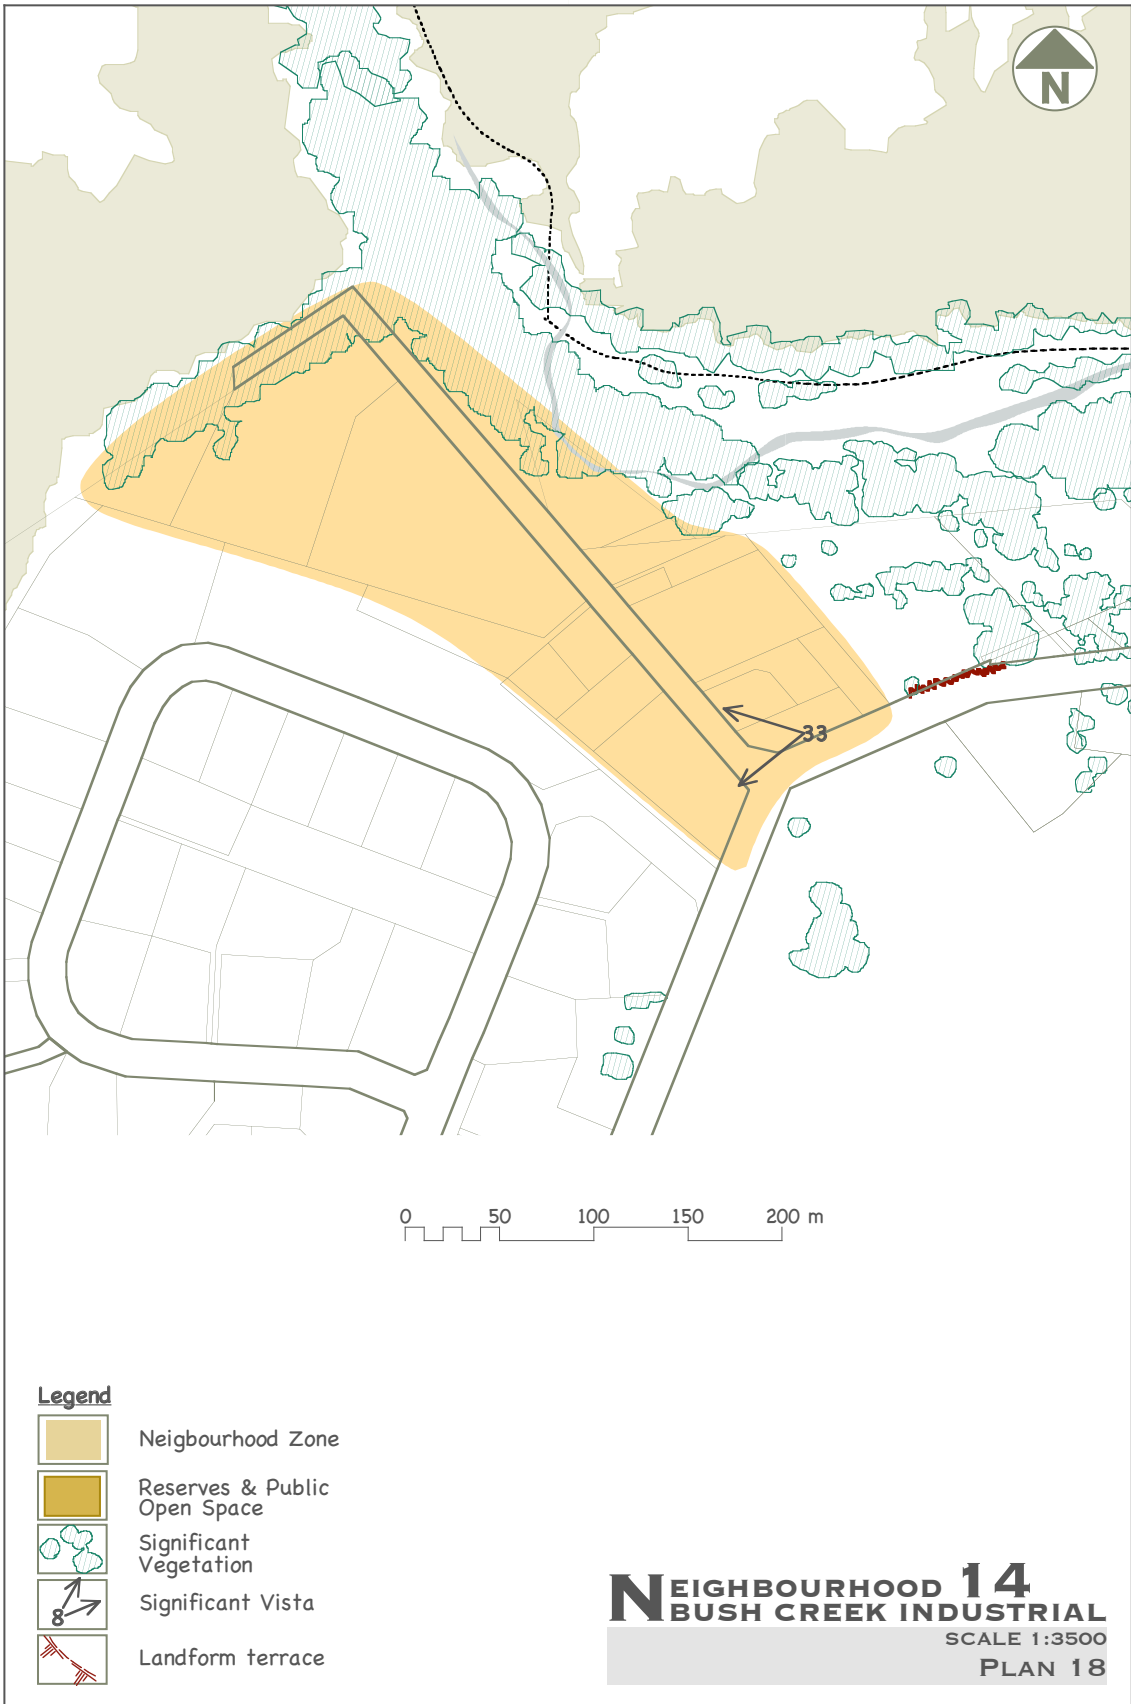 N
33
0 50 100 150 200 m
Legend
Neigbourhood Zone
Reserves & Public
Open Space
Significant
Vegetation
8
Significant Vista
Landform terrace
NEIGHBOURHOOD 14
BUSH CREEK INDUSTRIAL
SCALE 1:3500
PLAN 18